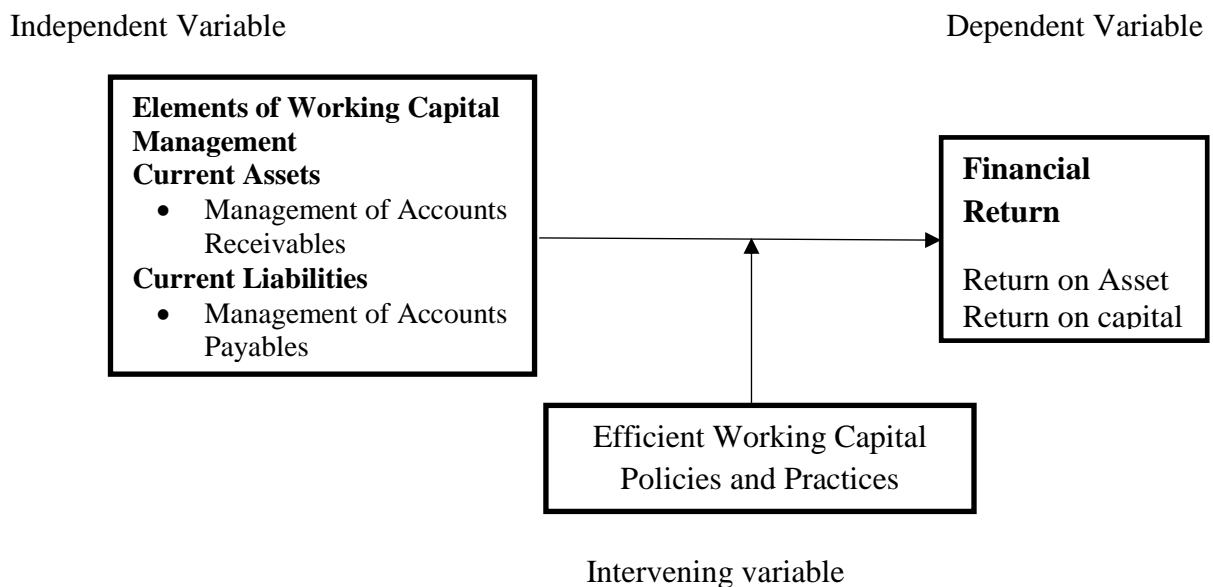 Independent Variable
Dependent Variable
Elements of Working Capital
Management
Current Assets
• Management of Accounts
Receivables
Current Liabilities
• Management of Accounts
Payables
Financial
Return
Return on Asset
Return on capital
Efficient Working Capital
Policies and Practices
Intervening variable